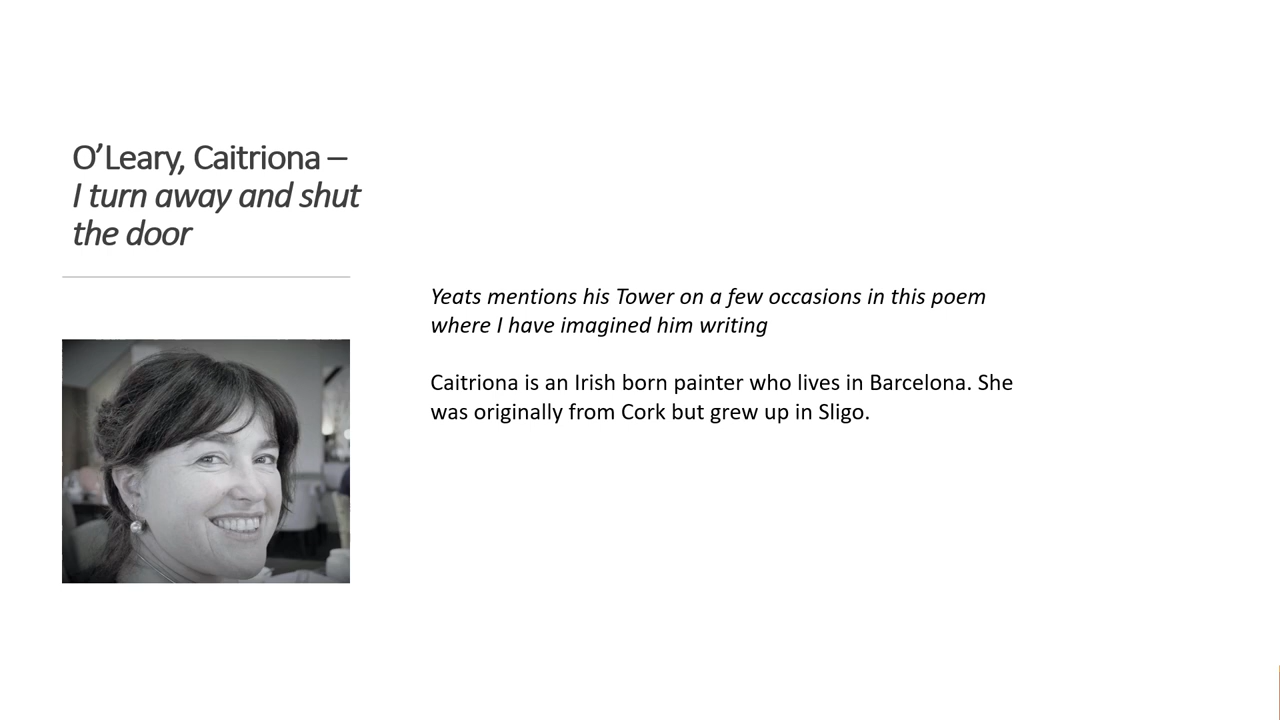 O’Leary, Caitriona –
I turn away and shut
the door
Yeats mentions his Tower on a few occasions in this poem
where I have imagined him writing
Caitriona is an Irish born painter who lives in Barcelona. She
was originally from Cork but grew up in Sligo.